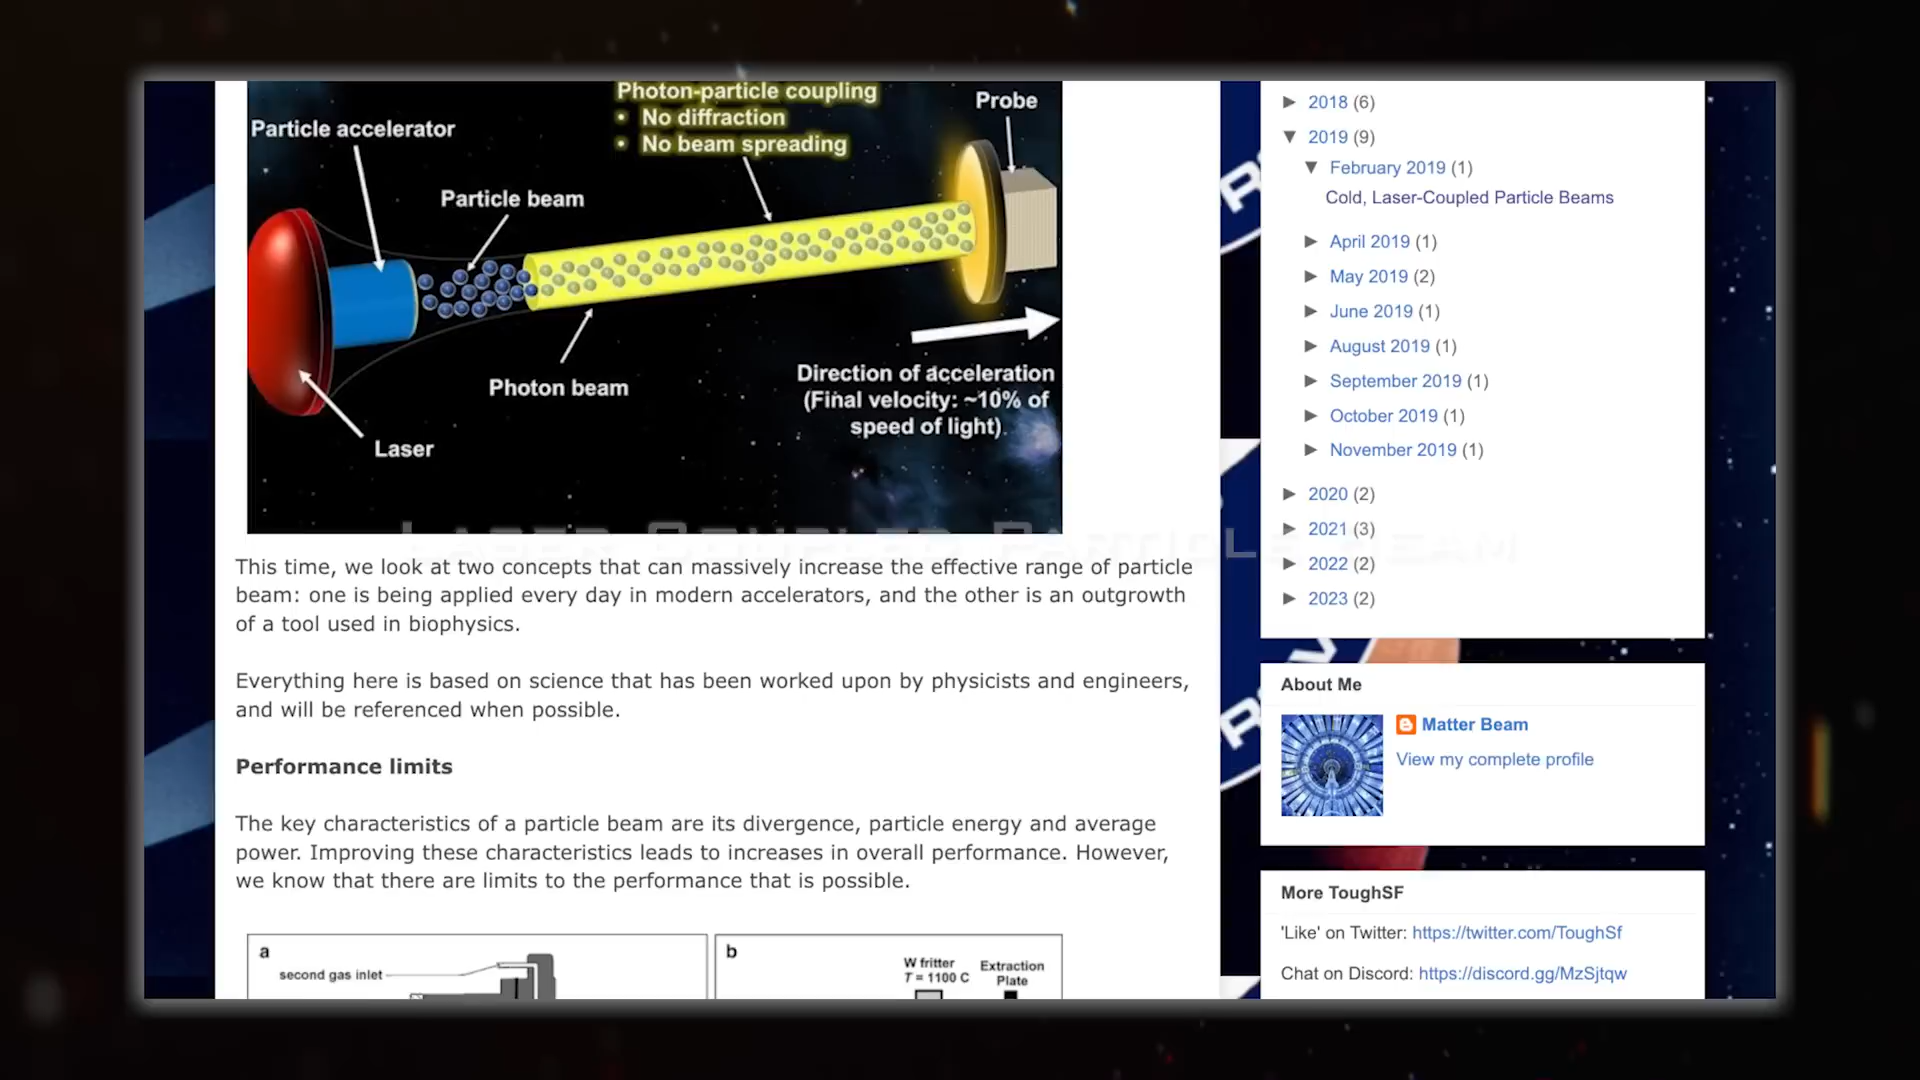 Photon-particle coupling
• No diffraction
• No beam spreading
Probe
Particle accelerator
Particle beam
Photon beam
Direction of acceleration
(Final velocity: ~10% of
speed of light)
Laser
LASER COUPLED PARTICLE BEAM
This time, we look at two concepts that can massively increase the effective range of particle
beam: one is being applied every day in modern accelerators, and the other is an outgrowth
of a tool used in biophysics.
Everything here is based on science that has been worked upon by physicists and engineers,
and will be referenced when possible.
Performance limits
The key characteristics of a particle beam are its divergence, particle energy and average
power. Improving these characteristics leads to increases in overall performance. However,
we know that there are limits to the performance that is possible.
a
second gas inlet
b
W fritter
T = 1100 C
Extraction
Plate
► 2018 (6)
▼ 2019 (9)
▼ February 2019 (1)
Cold, Laser-Coupled Particle Beams
► April 2019 (1)
► May 2019 (2)
► June 2019 (1)
► August 2019 (1)
► September 2019 (1)
► October 2019 (1)
► November 2019 (1)
► 2020 (2)
► 2021 (3)
► 2022 (2)
► 2023 (2)
About Me
Matter Beam
View my complete profile
More ToughSF
'Like' on Twitter: https://twitter.com/ToughSf
Chat on Discord: https://discord.gg/MzSjtqw